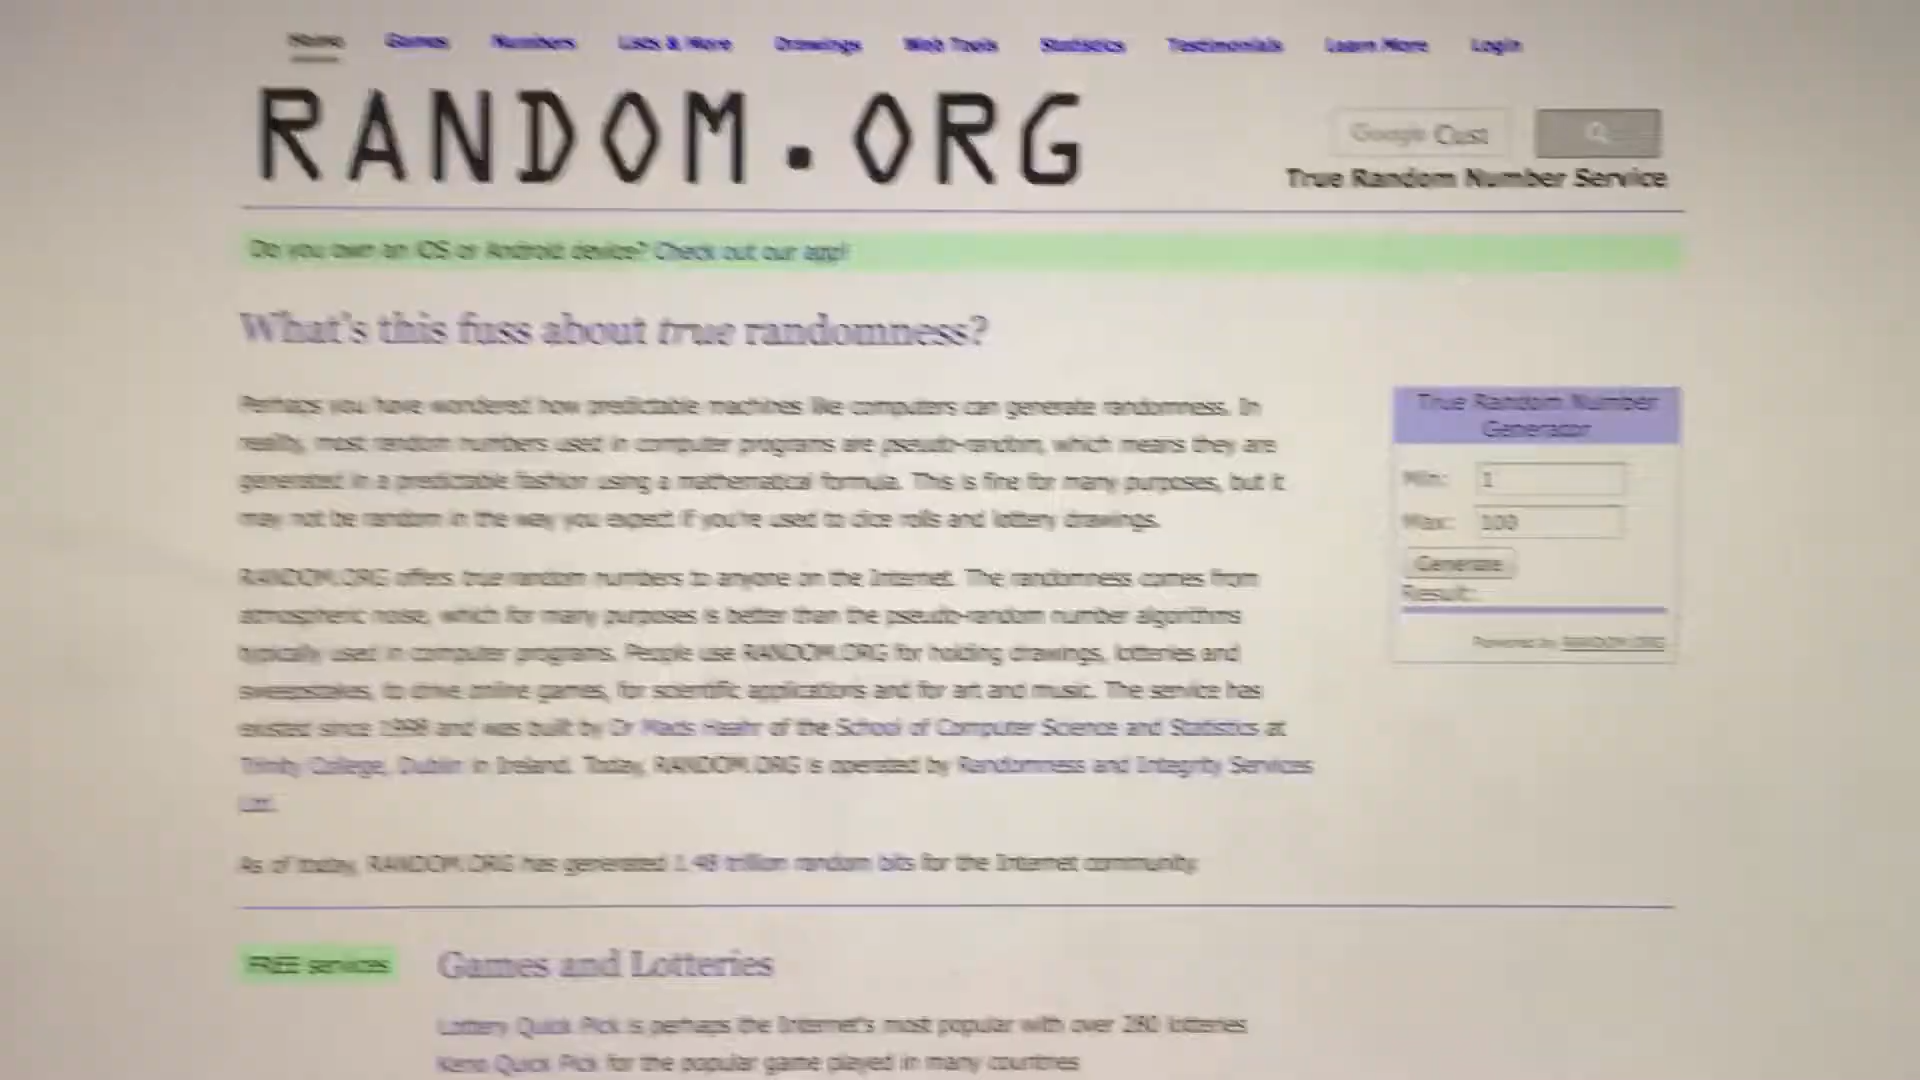 Home Games Numbers Lists & More Drawings Web Tools Statistics Testimonials Learn More Login
RANDOM.ORG
Google Cust
True Random Number Service
Do you own an iOS or Android device? Check out our app!
What's this fuss about true randomness?
Perhaps you have wondered how predictable machines like computers can generate randomness. In
reality, most random numbers used in computer programs are pseudo-random, which means they are
generated in a predictable fashion using a mathematical formula. This is fine for many purposes, but it
may not be random in the way you expect if you're used to dice rolls and lottery drawings.
RANDOM.ORG offers true random numbers to anyone on the Internet. The randomness comes from
atmospheric noise, which for many purposes is better than the pseudo-random number algorithms
typically used in computer programs. People use RANDOM.ORG for holding drawings, lotteries and
sweepstakes, to drive online games, for scientific applications and for art and music. The service has
existed since 1998 and was built by Dr Mads Haahr of the School of Computer Science and Statistics at
Trinity College, Dublin in Ireland. Today, RANDOM.ORG is operated by Randomness and Integrity Services
Ltd.
As of today, RANDOM.ORG has generated 1.48 trillion random bits for the Internet community.
True Random Number
Generator
Min: 1
Max: 100
Generate
Result:
Powered by RANDOM.ORG
FREE services
Games and Lotteries
Lottery Quick Pick is perhaps the Internet's most popular with over 280 lotteries
Keno Quick Pick for the popular game played in many countries